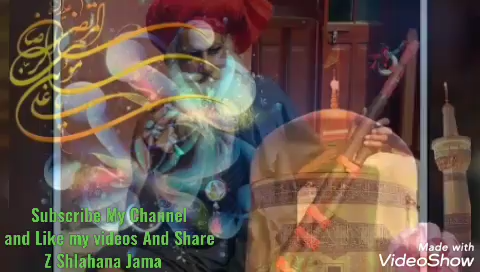 Subscribe My Channel
and Like my videos And Share
Z Shlahana Jama
Made with
VideoShow